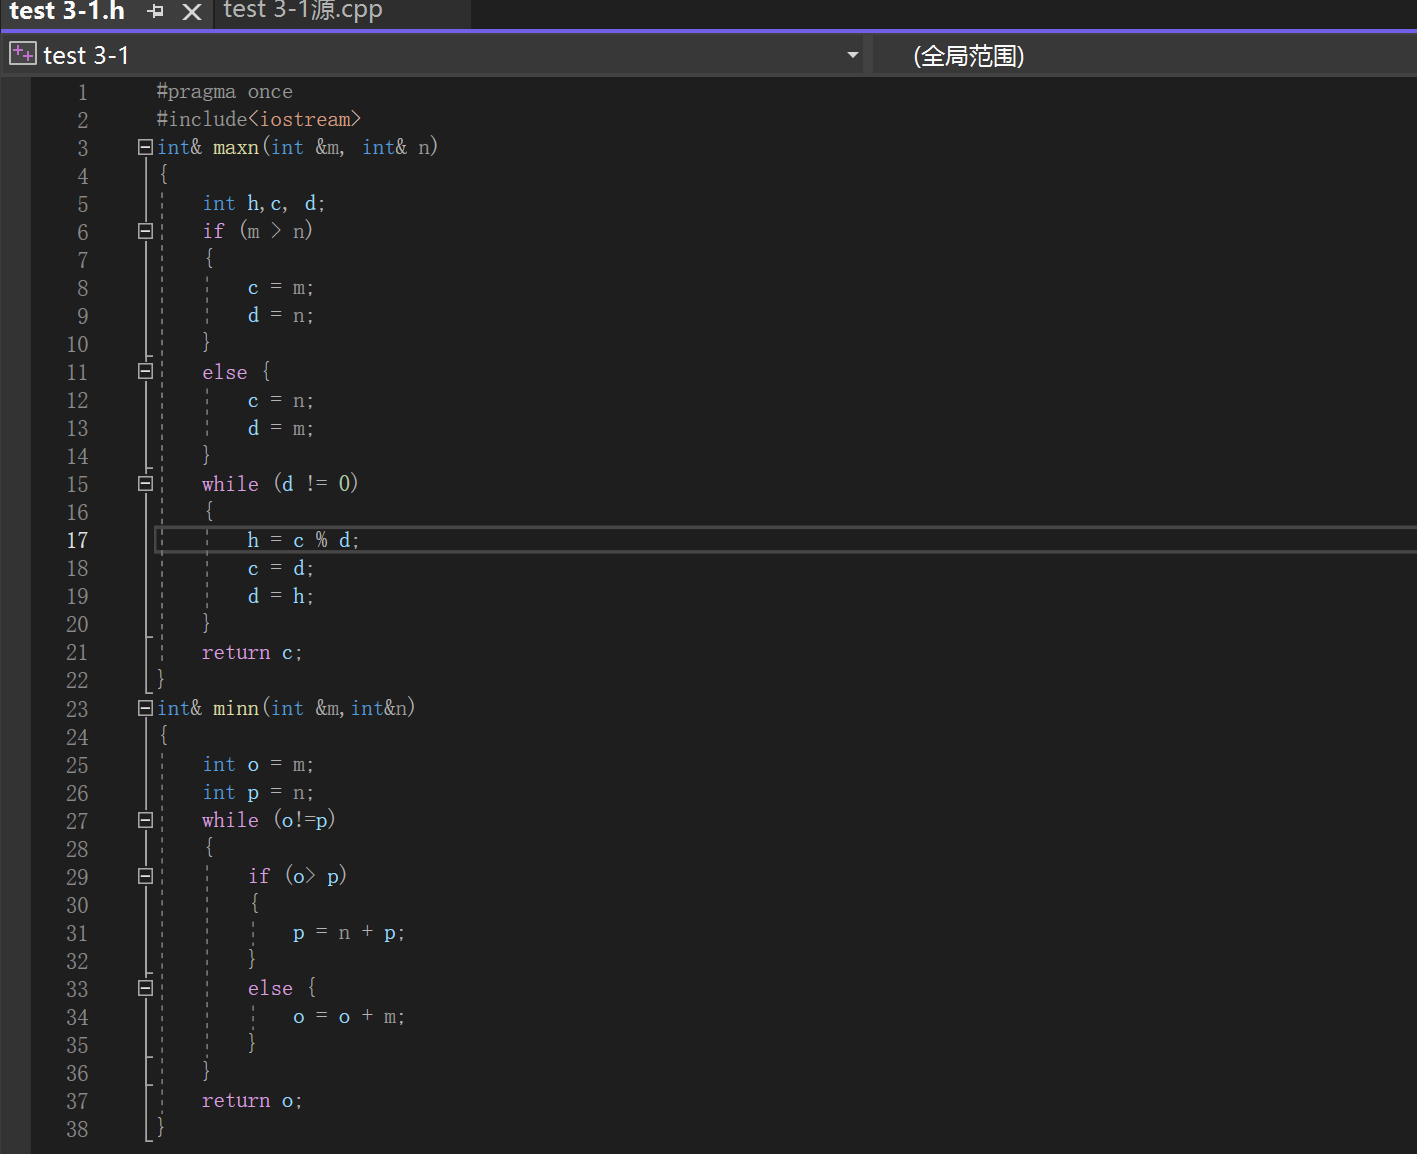 test 3-1.h test 3-1源.cpp
test 3-1 (全局范围)
1 #pragma once
2 #include<iostream>
3 int& maxn(int &m, int& n)
4 {
5 int h,c, d;
6 if (m > n)
7 {
8 c = m;
9 d = n;
10 }
11 else {
12 c = n;
13 d = m;
14 }
15 while (d != 0)
16 {
17 h = c % d;
18 c = d;
19 d = h;
20 }
21 return c;
22 }
23 int& minn(int &m,int&n)
24 {
25 int o = m;
26 int p = n;
27 while (o!=p)
28 {
29 if (o> p)
30 {
31 p = n + p;
32 }
33 else {
34 o = o + m;
35 }
36 }
37 return o;
38 }